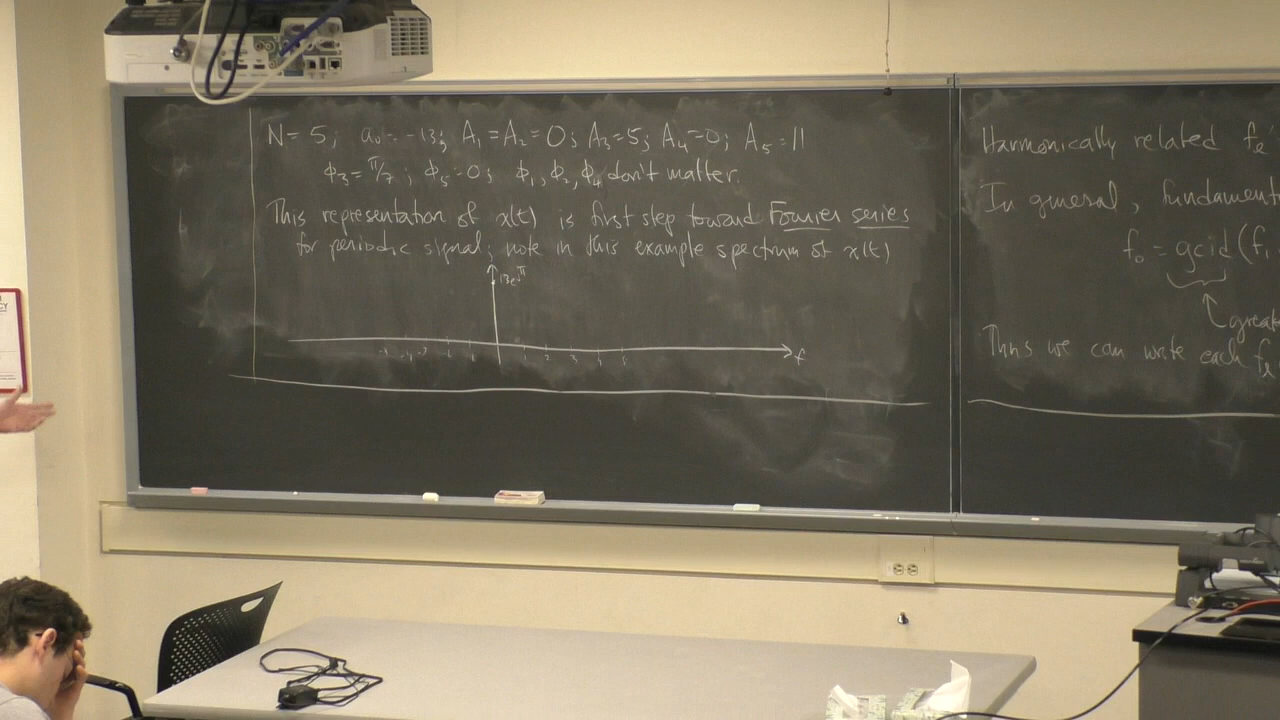 N = 5; a₀ = -13; A₁ = A₂ = 0; A₃ = 5; A₄ = 0; A₅ = 11
ϕ₃ = π/7; ϕ₅ = 0; ϕ₁, ϕ₂, ϕ₄ don't matter.
This representation of x(t) is first step toward Fourier series
for periodic signal; note in this example spectrum of x(t)
13e^jπ
f
Harmonically related f
In general, fundament
f₀ = gcd (f₁
great
Thus we can write each f
CY